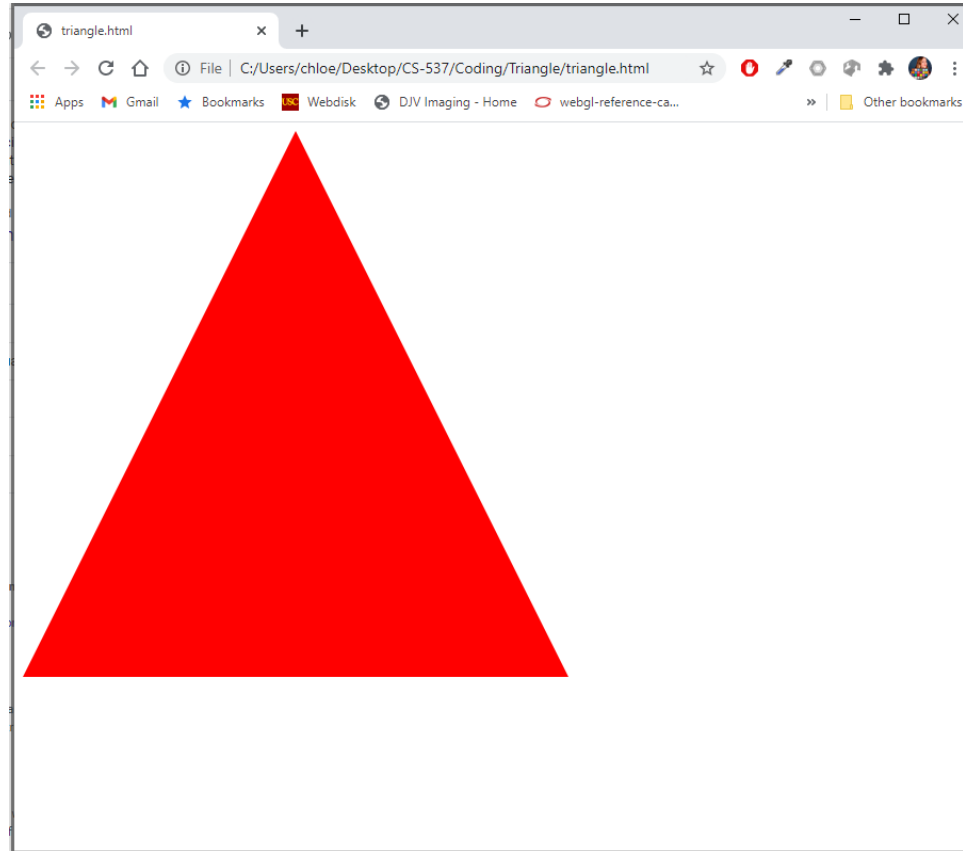 triangle.html
File C:/Users/chloe/Desktop/CS-537/Coding/Triangle/triangle.html
Apps Gmail Bookmarks USC Webdisk DJV Imaging - Home webgl-reference-ca... » Other bookmarks